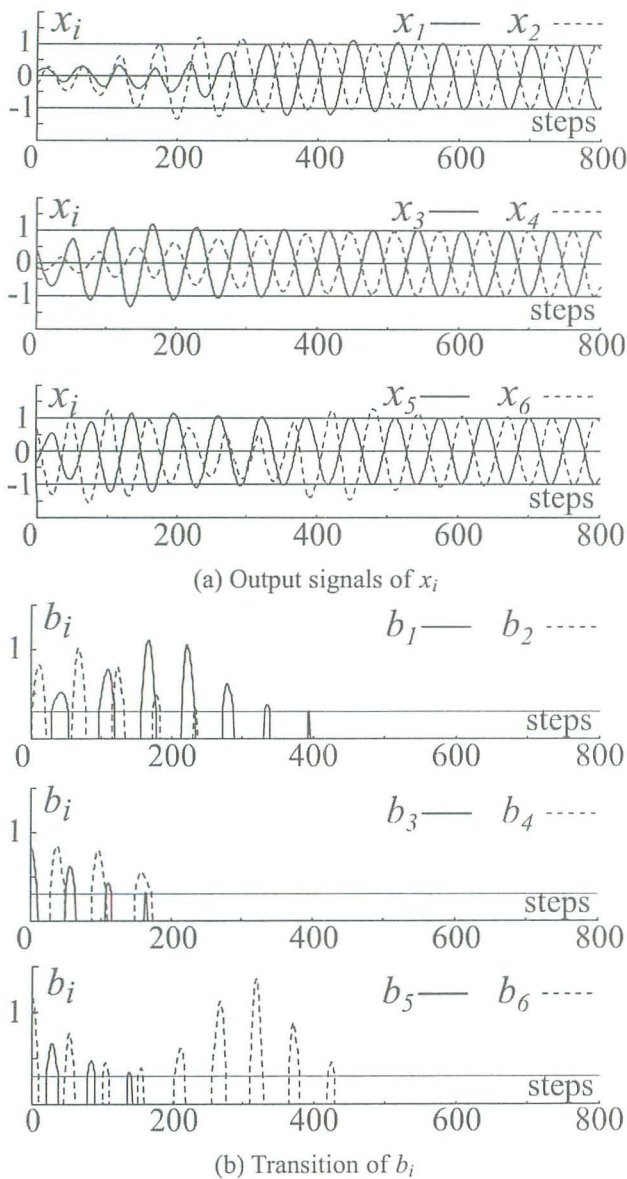 x_i x_1 x_2
1
0
-1
steps
0 200 400 600 800
x_i x_3 x_4
1
0
-1
steps
0 200 400 600 800
x_i x_5 x_6
1
0
-1
steps
0 200 400 600 800
(a) Output signals of x_i
b_i b_1 b_2
1
steps
0 200 400 600 800
b_i b_3 b_4
1
steps
0 200 400 600 800
b_i b_5 b_6
1
steps
0 200 400 600 800
(b) Transition of b_i